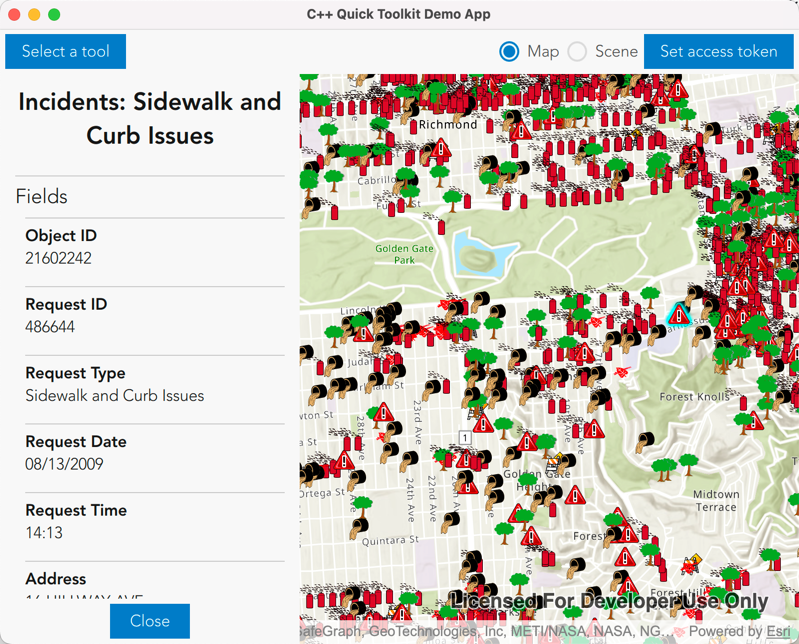 C++ Quick Toolkit Demo App
Select a tool
Map
Scene
Set access token
Incidents: Sidewalk and
Curb Issues
Fields
Object ID
21602242
Request ID
486644
Request Type
Sidewalk and Curb Issues
Request Date
08/13/2009
Request Time
14:13
Address
Close
Richmond
Golden Gate
Park
Forest Knolls
23rd Ave
1
Golden Gate
24th Ave
22nd Ave
Ortega St
Midtown
Terrace
Quintara St
Forest Hill
Licensed For Developer Use Only
SafeGraph, GeoTechnologies, Inc, METI/NASA, NASA, NG... Powered by Esri